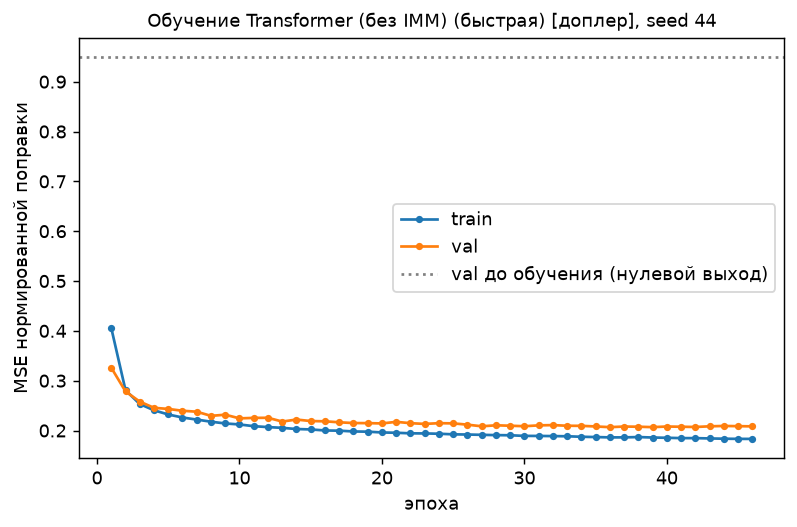 Обучение Transformer (без IMM) (быстрая) [доплер], seed 44
MSE нормированной поправки
0.9
0.8
0.7
0.6
0.5
0.4
0.3
0.2
train
val
val до обучения (нулевой выход)
0 10 20 30 40
эпоха